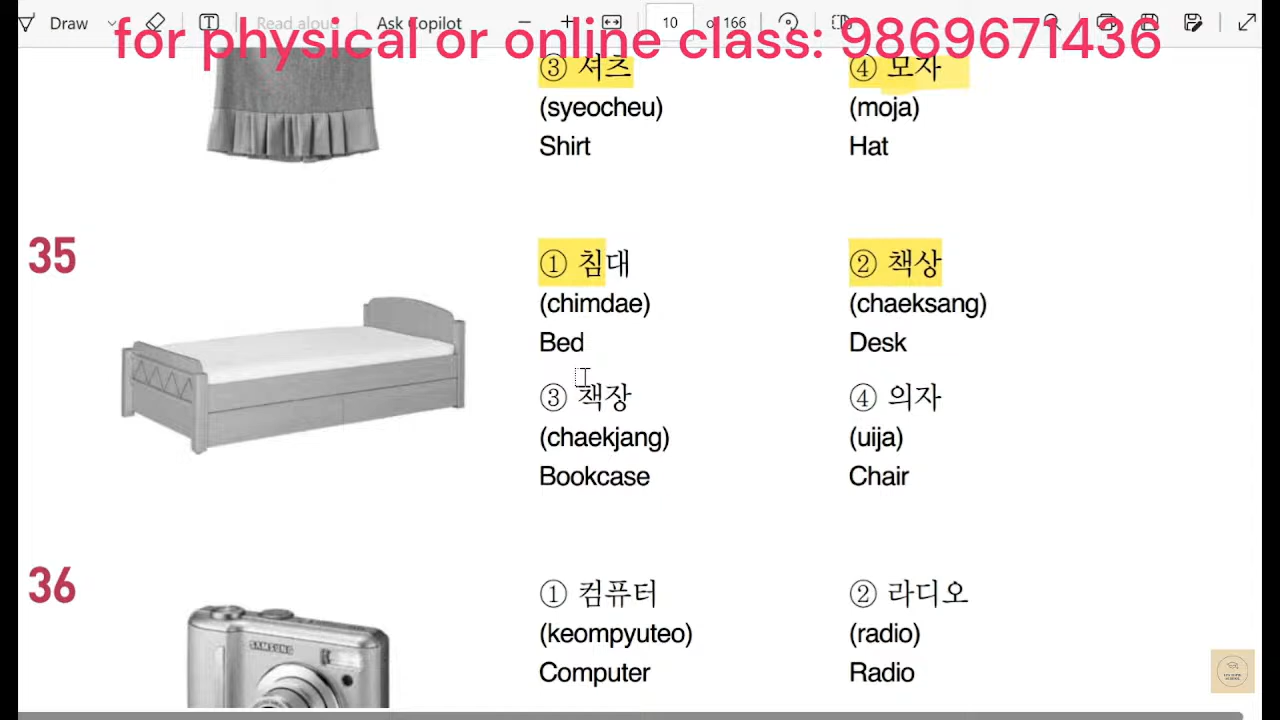 Draw Read aloud Ask Copilot 10 of 166
for physical or online class: 9869671436
③ 셔츠 ④ 모자
(syeocheu) (moja)
Shirt Hat
35
① 침대 ② 책상
(chimdae) (chaeksang)
Bed Desk
③ 책장 ④ 의자
(chaekjang) (uija)
Bookcase Chair
36
① 컴퓨터 ② 라디오
(keompyuteo) (radio)
Computer Radio
SAMSUNG